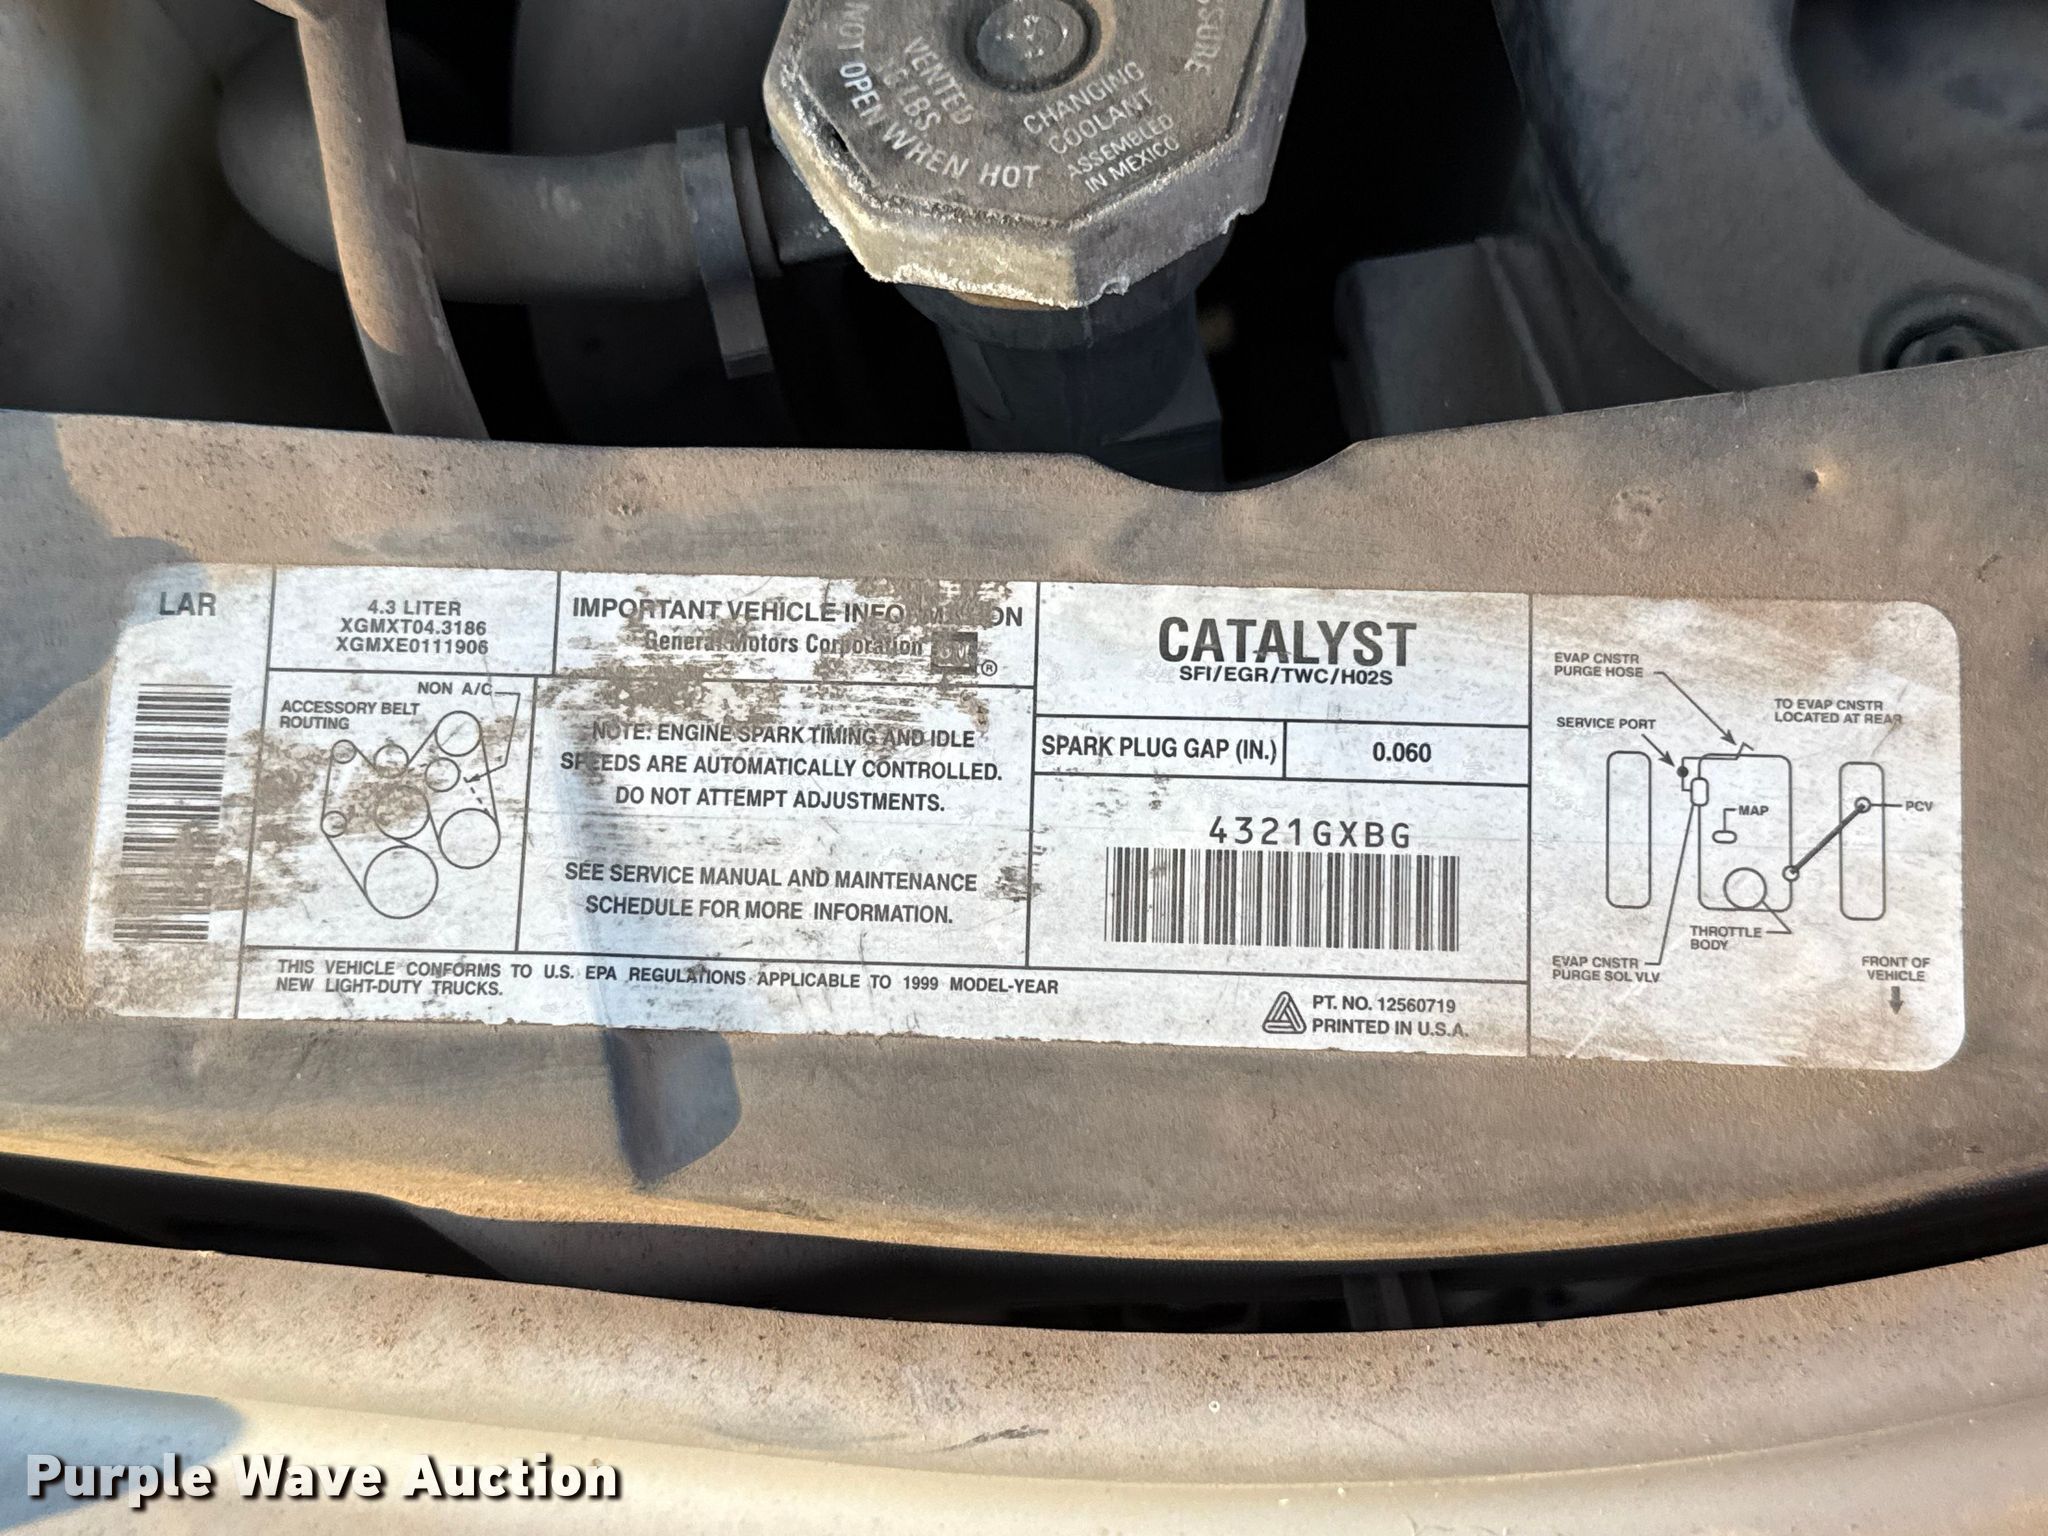 NOT OPEN WHEN HOT
VENTED
LBS
CHANGING
COOLANT
ASSEMBLED
IN MEXICO
LAR
4.3 LITER
XGMXT04.3186
XGMXE0111906
IMPORTANT VEHICLE INFORMATION
General Motors Corporation GM ®
CATALYST
SFI/EGR/TWC/HO2S
ACCESSORY BELT
ROUTING
NON A/C
NOTE: ENGINE SPARK TIMING AND IDLE
SPEEDS ARE AUTOMATICALLY CONTROLLED.
DO NOT ATTEMPT ADJUSTMENTS.
SEE SERVICE MANUAL AND MAINTENANCE
SCHEDULE FOR MORE INFORMATION.
SPARK PLUG GAP (IN.) 0.060
4321GXBG
EVAP CNSTR
PURGE HOSE
TO EVAP CNSTR
LOCATED AT REAR
SERVICE PORT
MAP
PCV
THROTTLE
BODY
EVAP CNSTR
PURGE SOL VLV
FRONT OF
VEHICLE
THIS VEHICLE CONFORMS TO U.S. EPA REGULATIONS APPLICABLE TO 1999 MODEL-YEAR
NEW LIGHT-DUTY TRUCKS.
PT. NO. 12560719
PRINTED IN U.S.A.
Purple Wave Auction